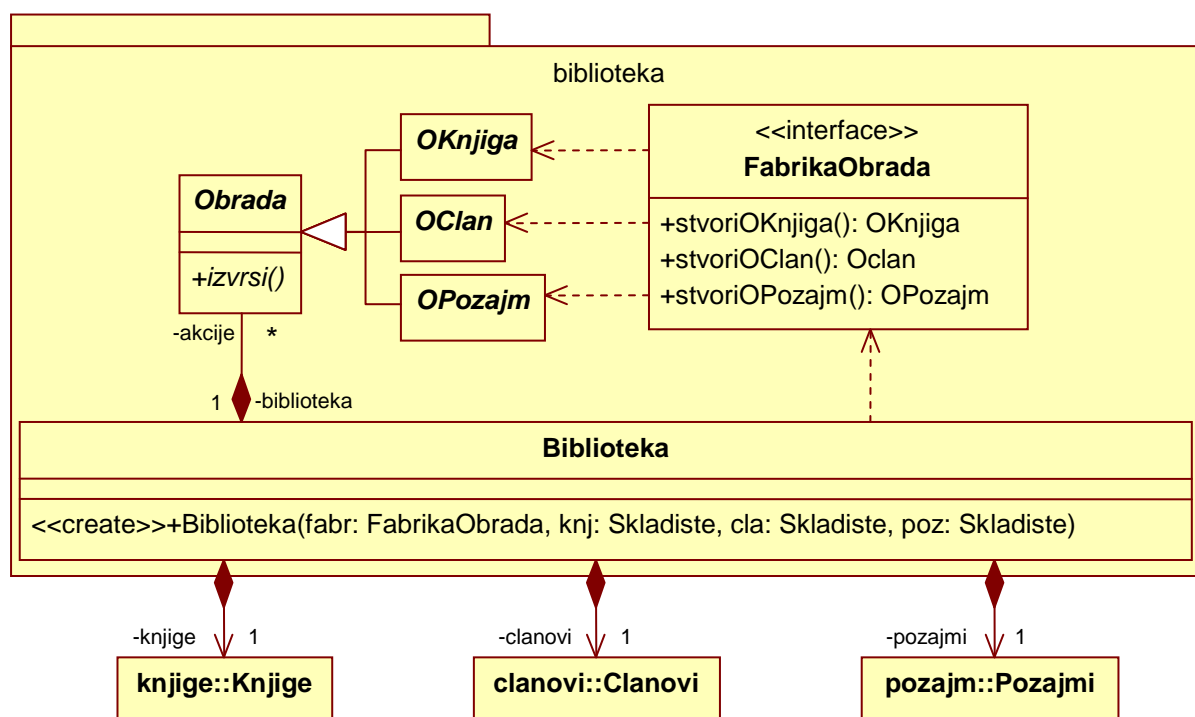 biblioteka
OKnjiga
<<interface>>
FabrikaObrada
Obrada
OClan
+stvoriOKnjiga(): OKnjiga
+stvoriOClan(): Oclan
+stvoriOPozajm(): OPozajm
+izvrsi()
OPozajm
-akcije *
1 -biblioteka
Biblioteka
<<create>>+Biblioteka(fabr: FabrikaObrada, knj: Skladiste, cla: Skladiste, poz: Skladiste)
-knjige 1
-clanovi 1
-pozajmi 1
knjige::Knjige
clanovi::Clanovi
pozajm::Pozajmi